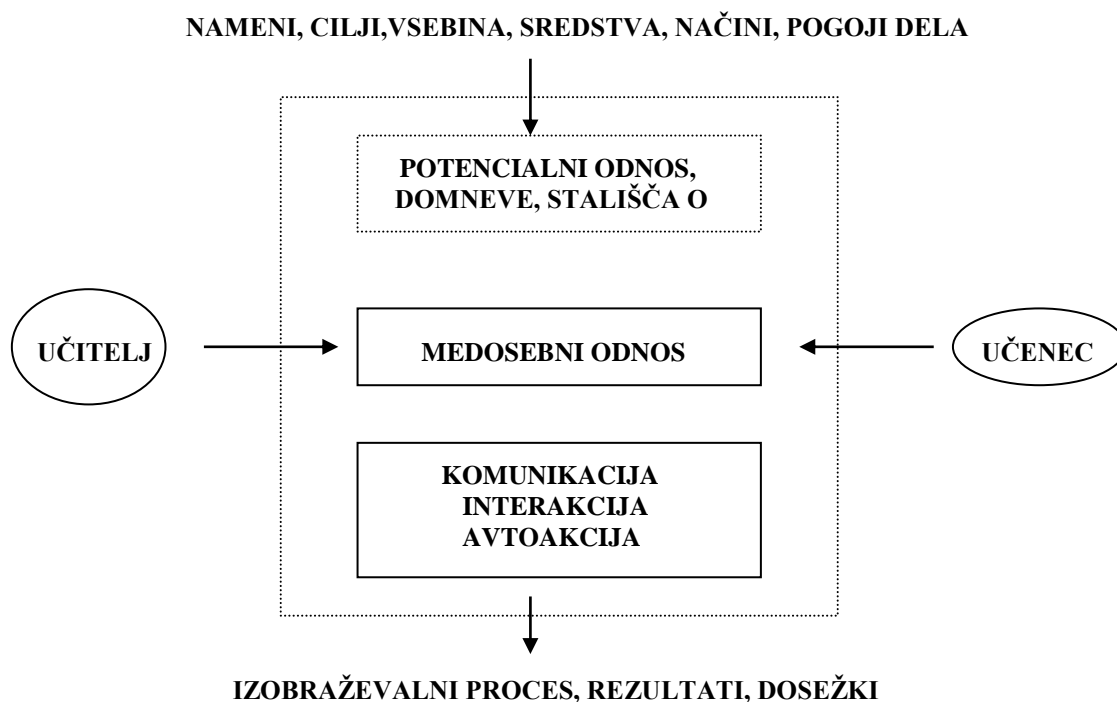 NAMENI, CILJI,VSEBINA, SREDSTVA, NAČINI, POGOJI DELA
POTENCIALNI ODNOS,
DOMNEVE, STALIŠČA O
UČITELJ
MEDOSEBNI ODNOS
UČENEC
KOMUNIKACIJA
INTERAKCIJA
AVTOAKCIJA
IZOBRAŽEVALNI PROCES, REZULTATI, DOSEŽKI